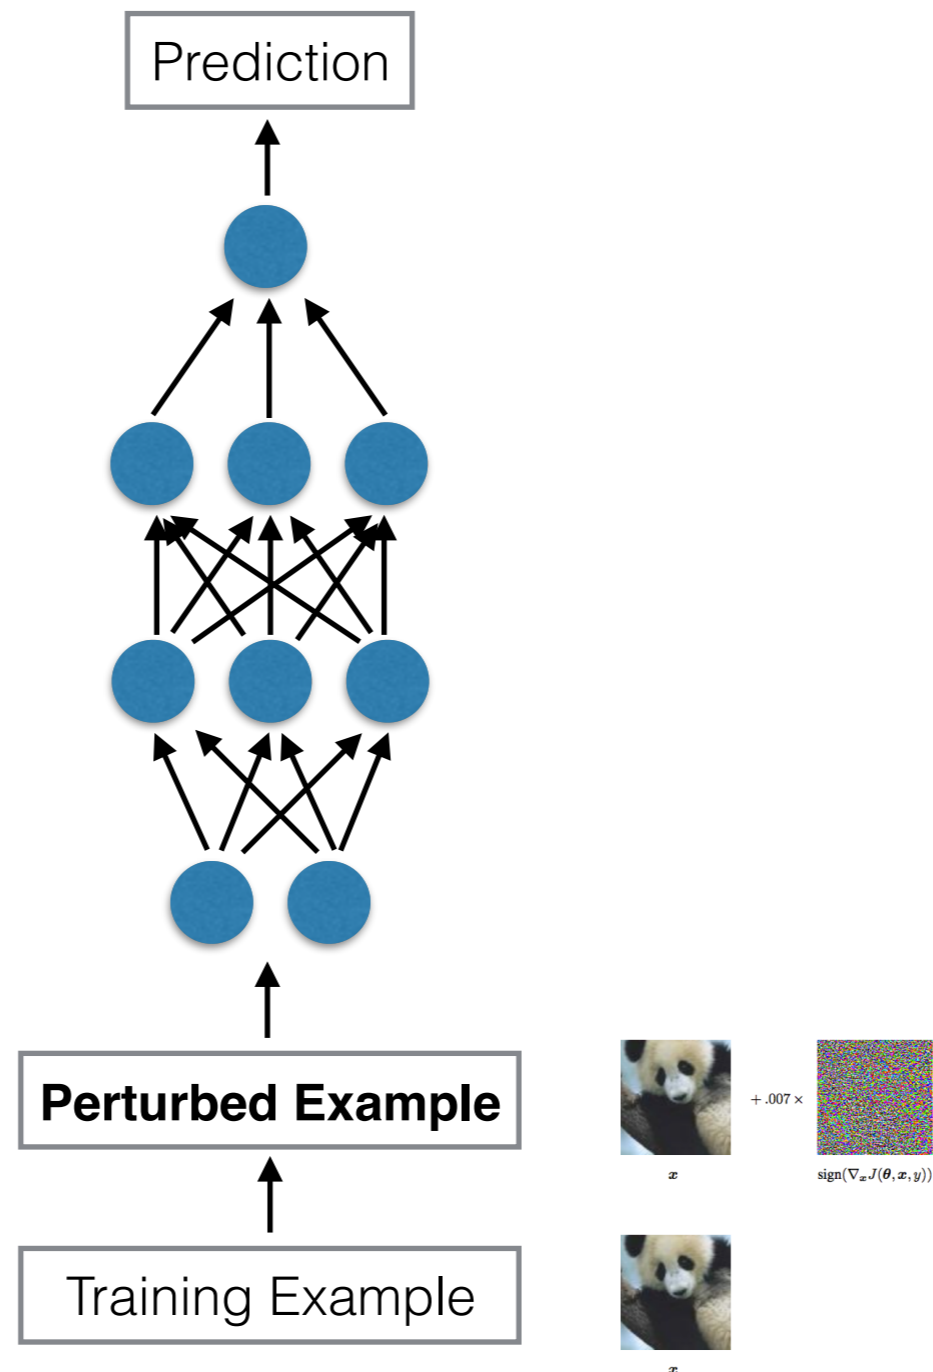 Prediction
Perturbed Example
+ .007 ×
x
sign(∇ₓJ(θ, x, y))
Training Example
x